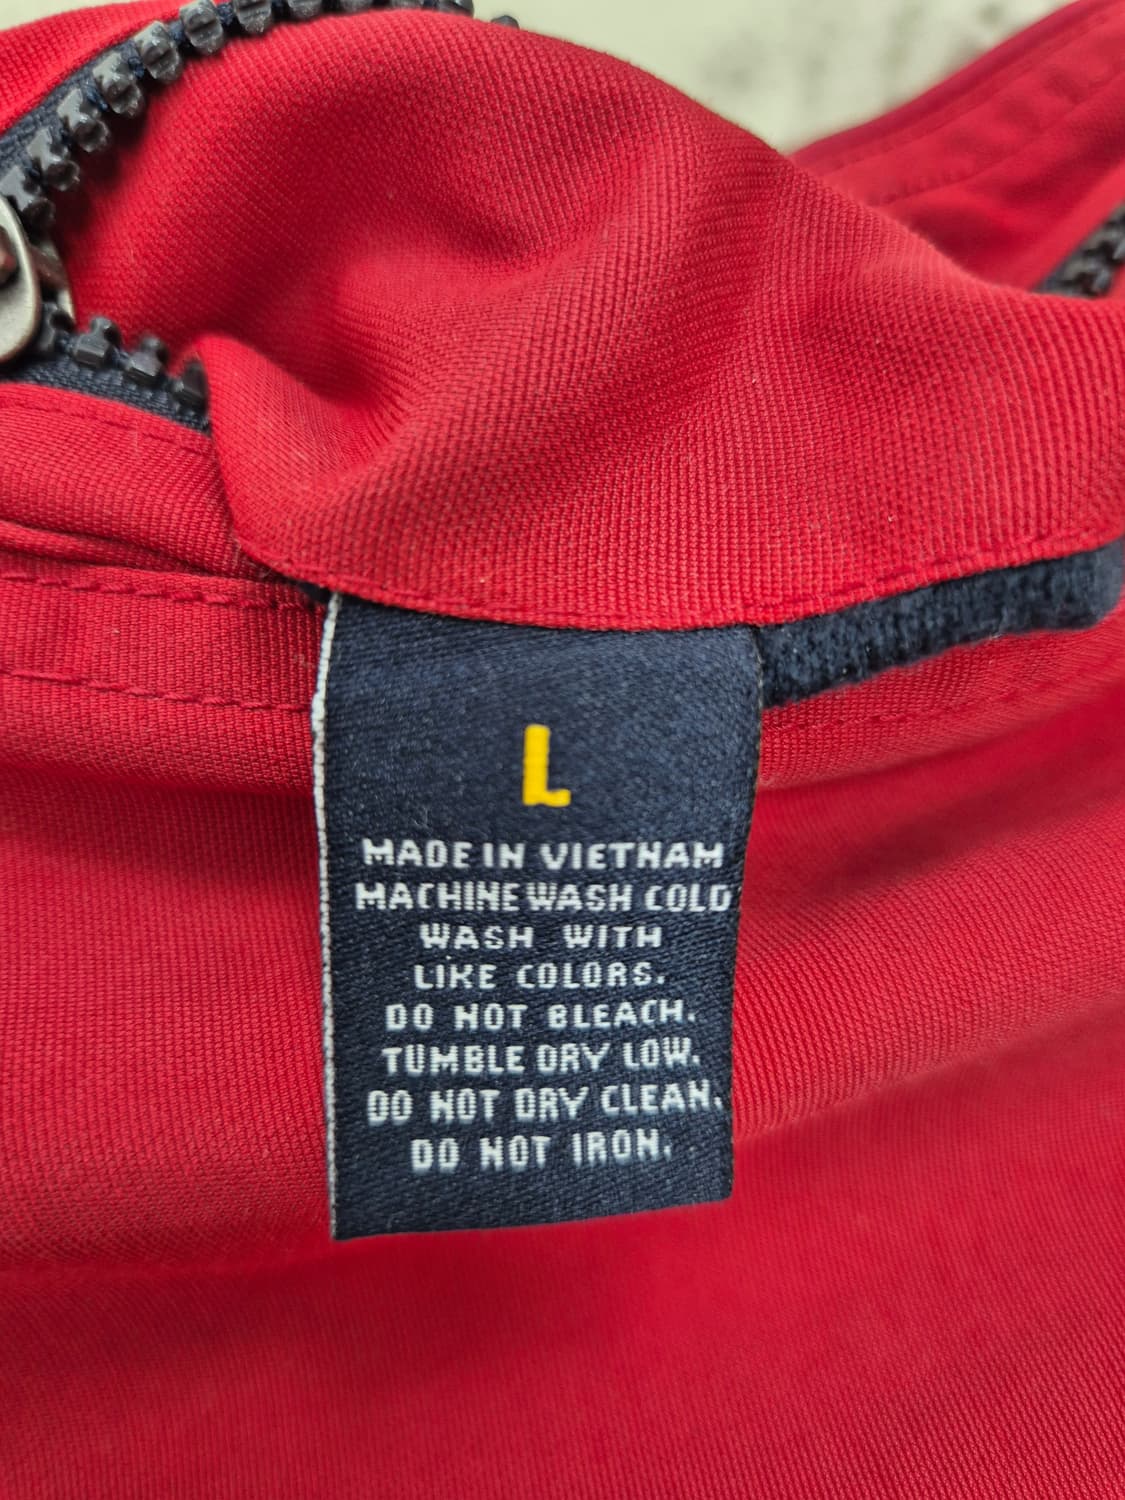 L
MADE IN VIETNAM
MACHINE WASH COLD
WASH WITH
LIKE COLORS.
DO NOT BLEACH.
TUMBLE DRY LOW.
DO NOT DRY CLEAN.
DO NOT IRON.